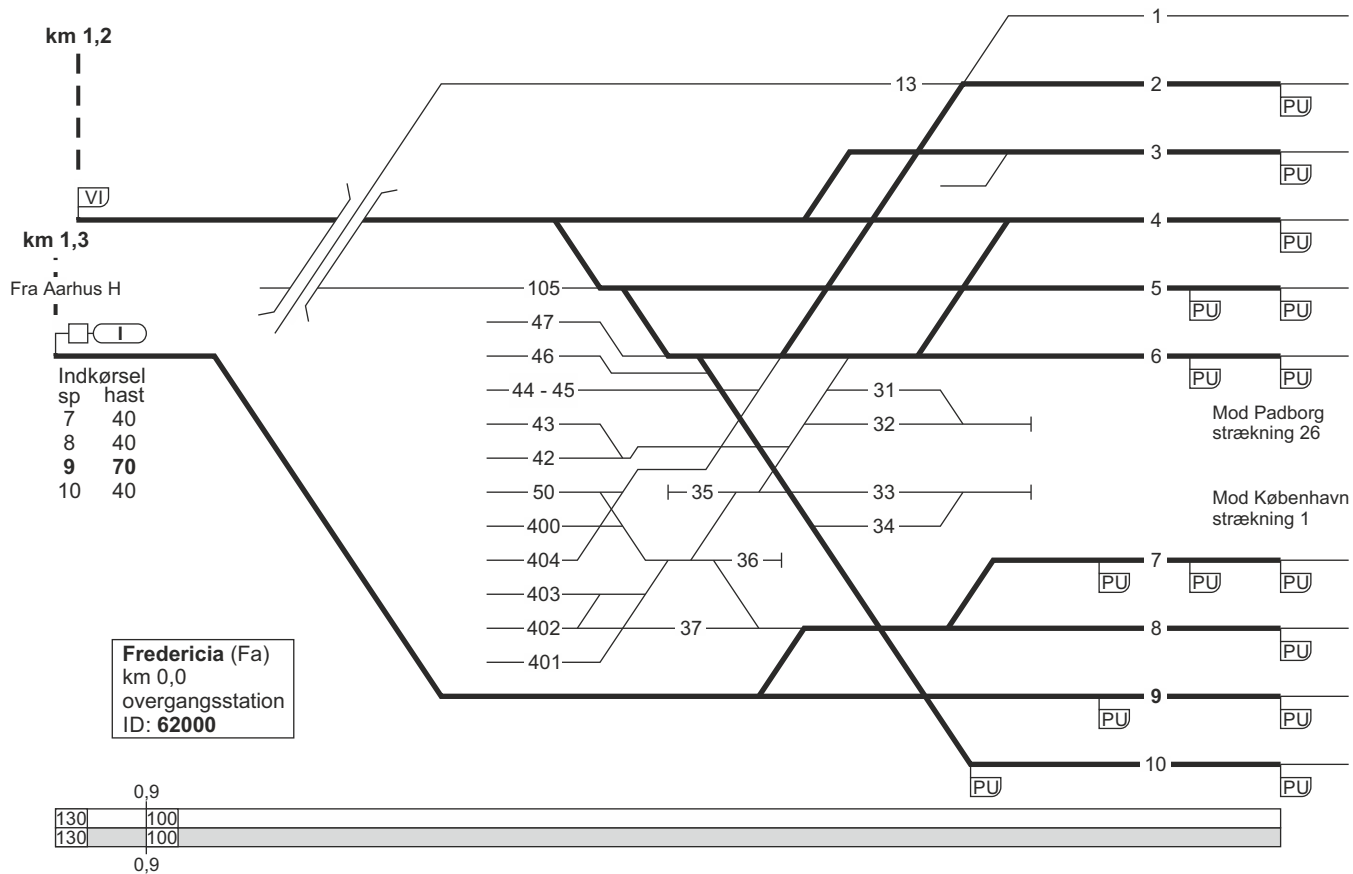 km 1,2
VI
km 1,3
Fra Aarhus H
I
Indkørsel
sp hast
7 40
8 40
9 70
10 40
1
13
2
PU
3
PU
4
PU
105
5
PU PU
47
46
6
PU PU
44 - 45
43
42
50
400
404
403
402
401
31
32
35
33
34
36
37
Mod Padborg
strækning 26
Mod København
strækning 1
7
PU PU PU
8
PU
9
PU PU
10
PU PU
Fredericia (Fa)
km 0,0
overgangsstation
ID: 62000
0,9
130 100
130 100
0,9